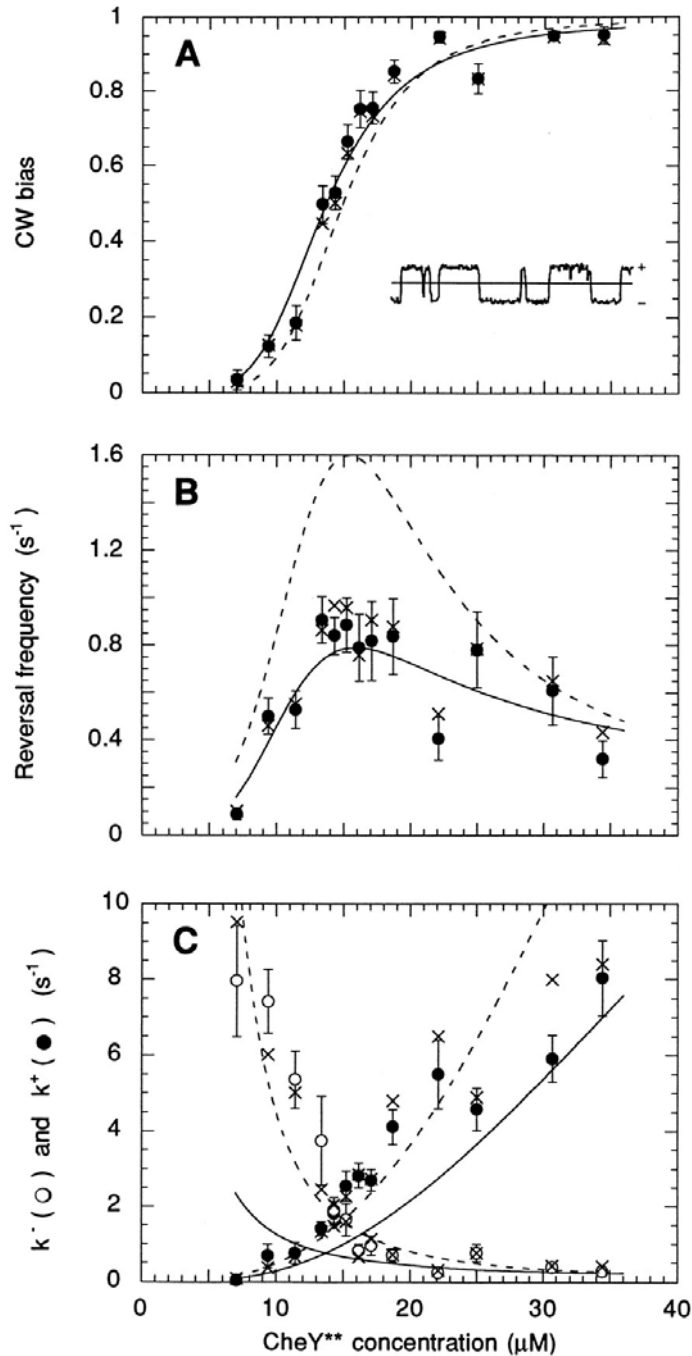 A
CW bias
1
0.8
0.6
0.4
0.2
0
+
−
B
Reversal frequency (s⁻¹)
1.6
1.2
0.8
0.4
0
C
k⁻ (○) and k⁺ (●) (s⁻¹)
10
8
6
4
2
0
0 10 20 30 40
CheY** concentration (μM)